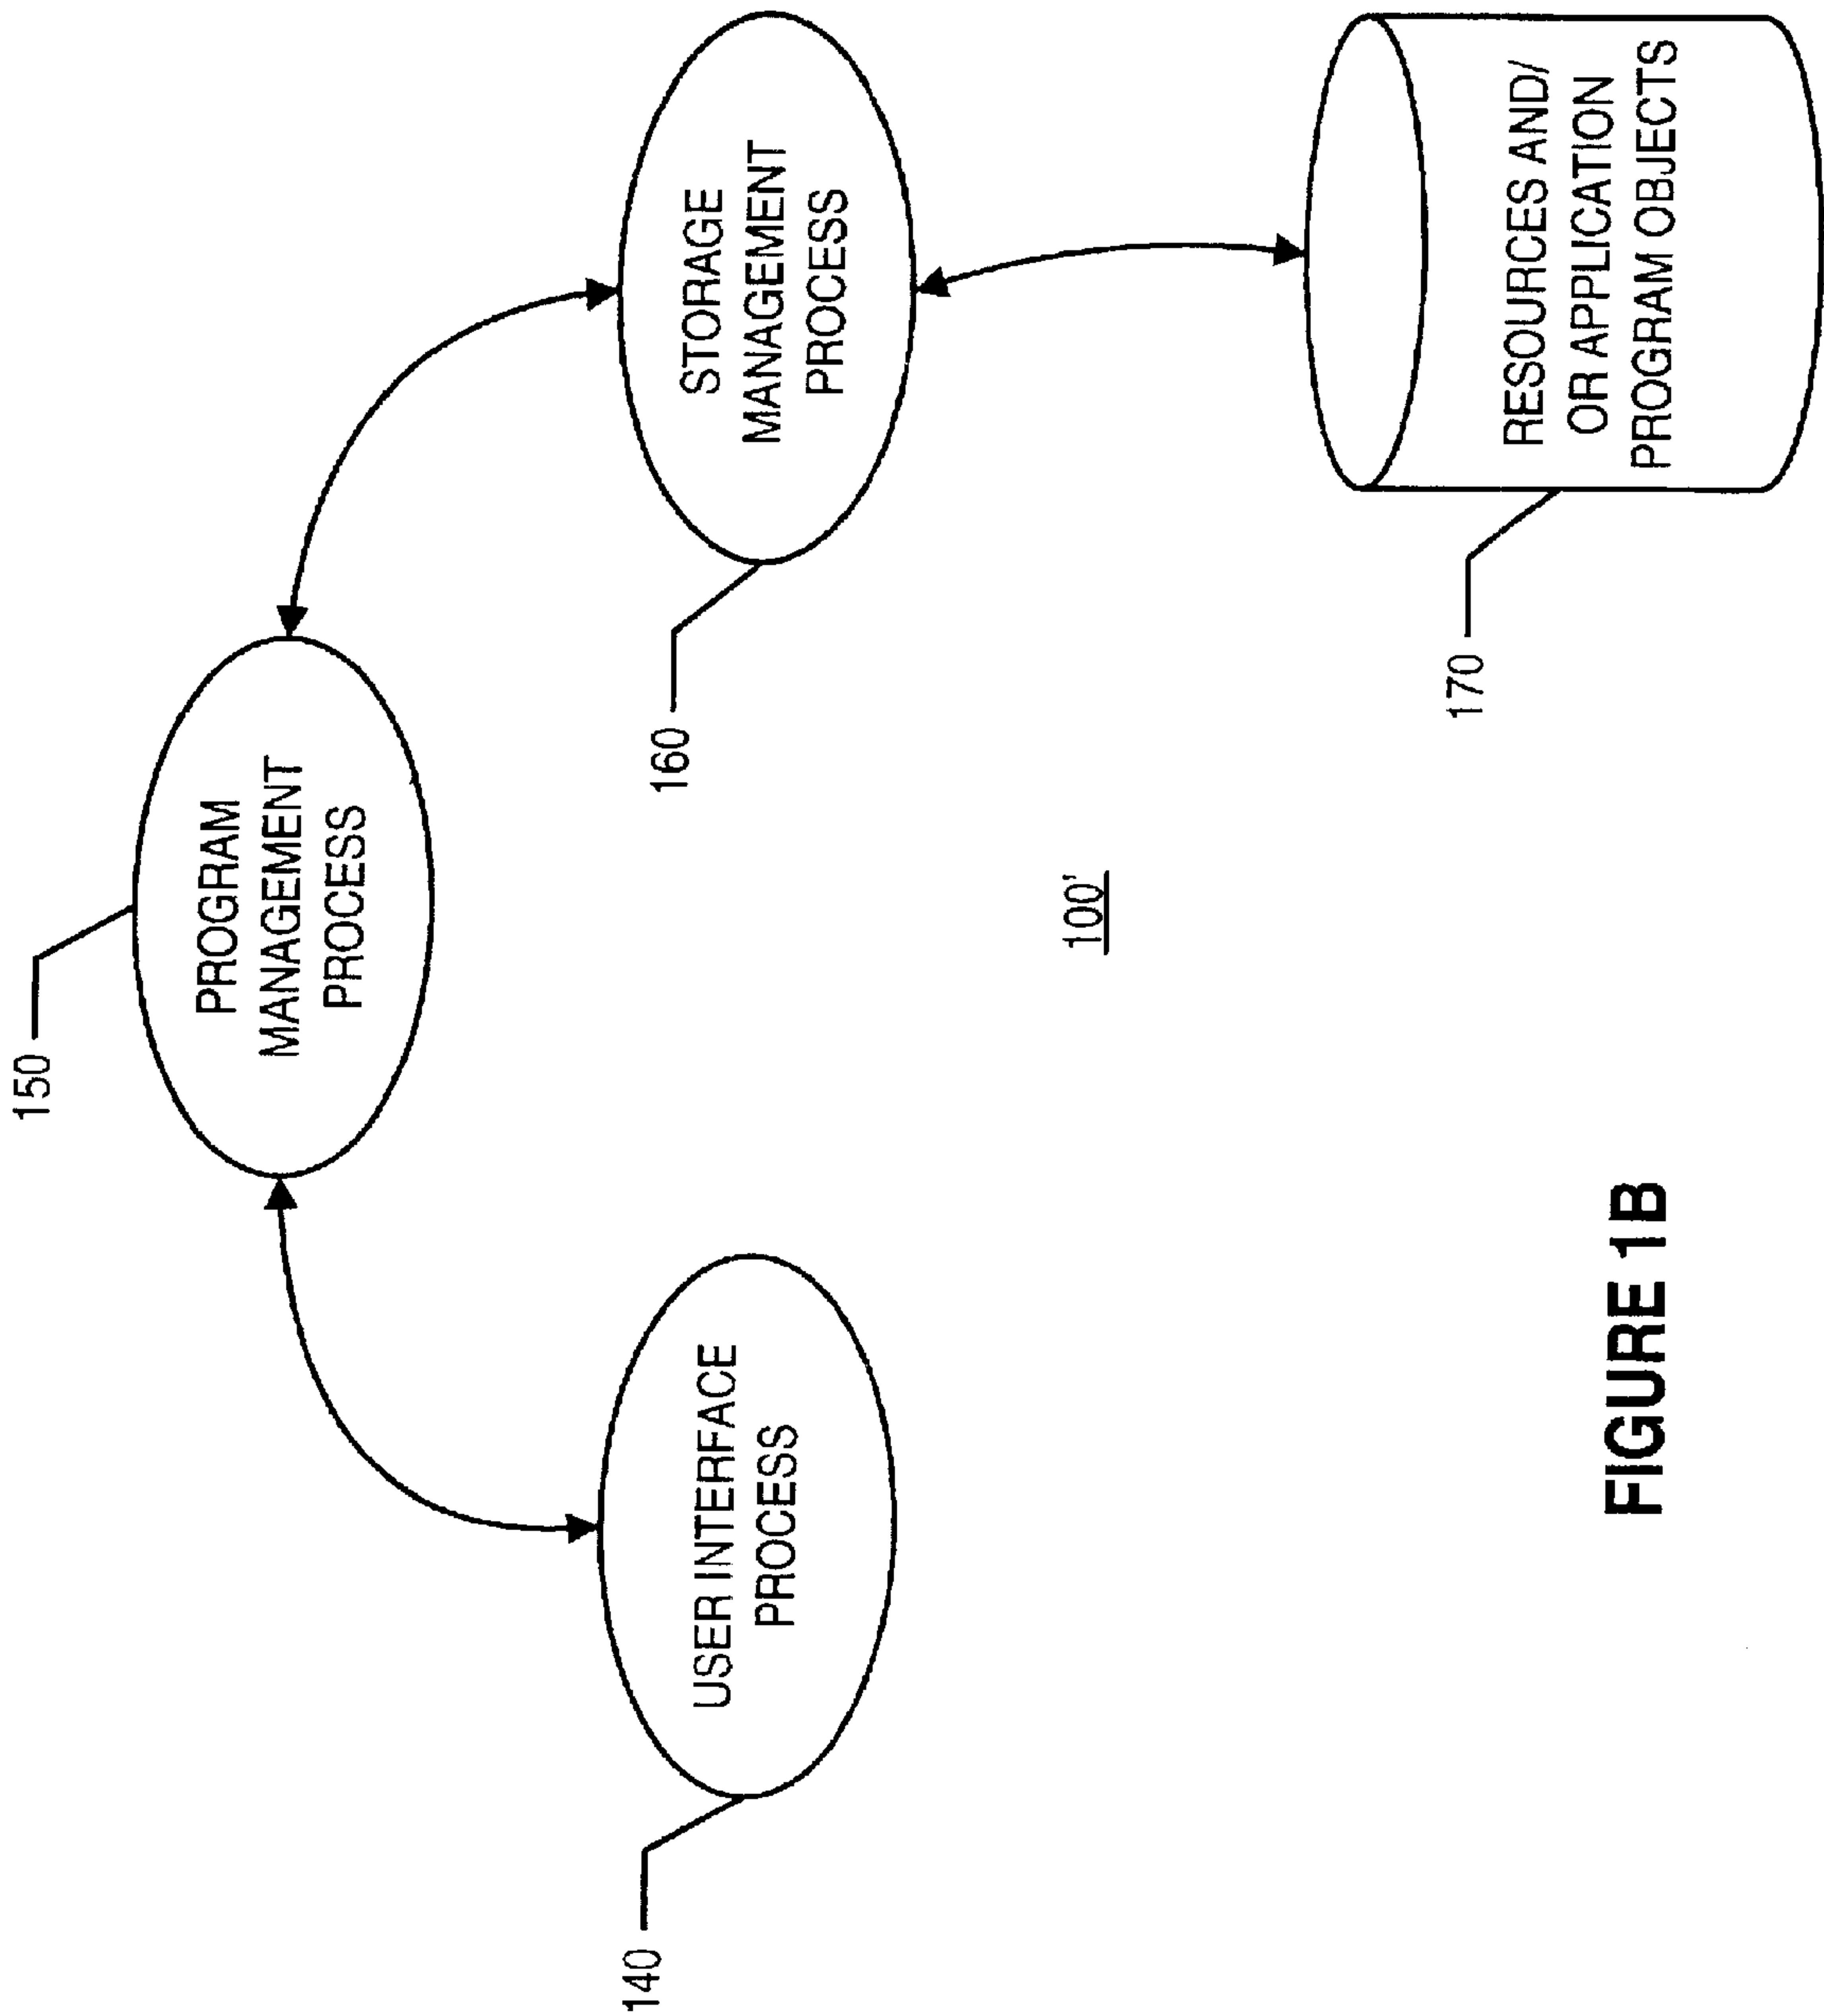 150
PROGRAM
MANAGEMENT
PROCESS
140
USER INTERFACE
PROCESS
160
STORAGE
MANAGEMENT
PROCESS
100'
170
RESOURCES AND/
OR APPLICATION
PROGRAM OBJECTS
FIGURE 1B